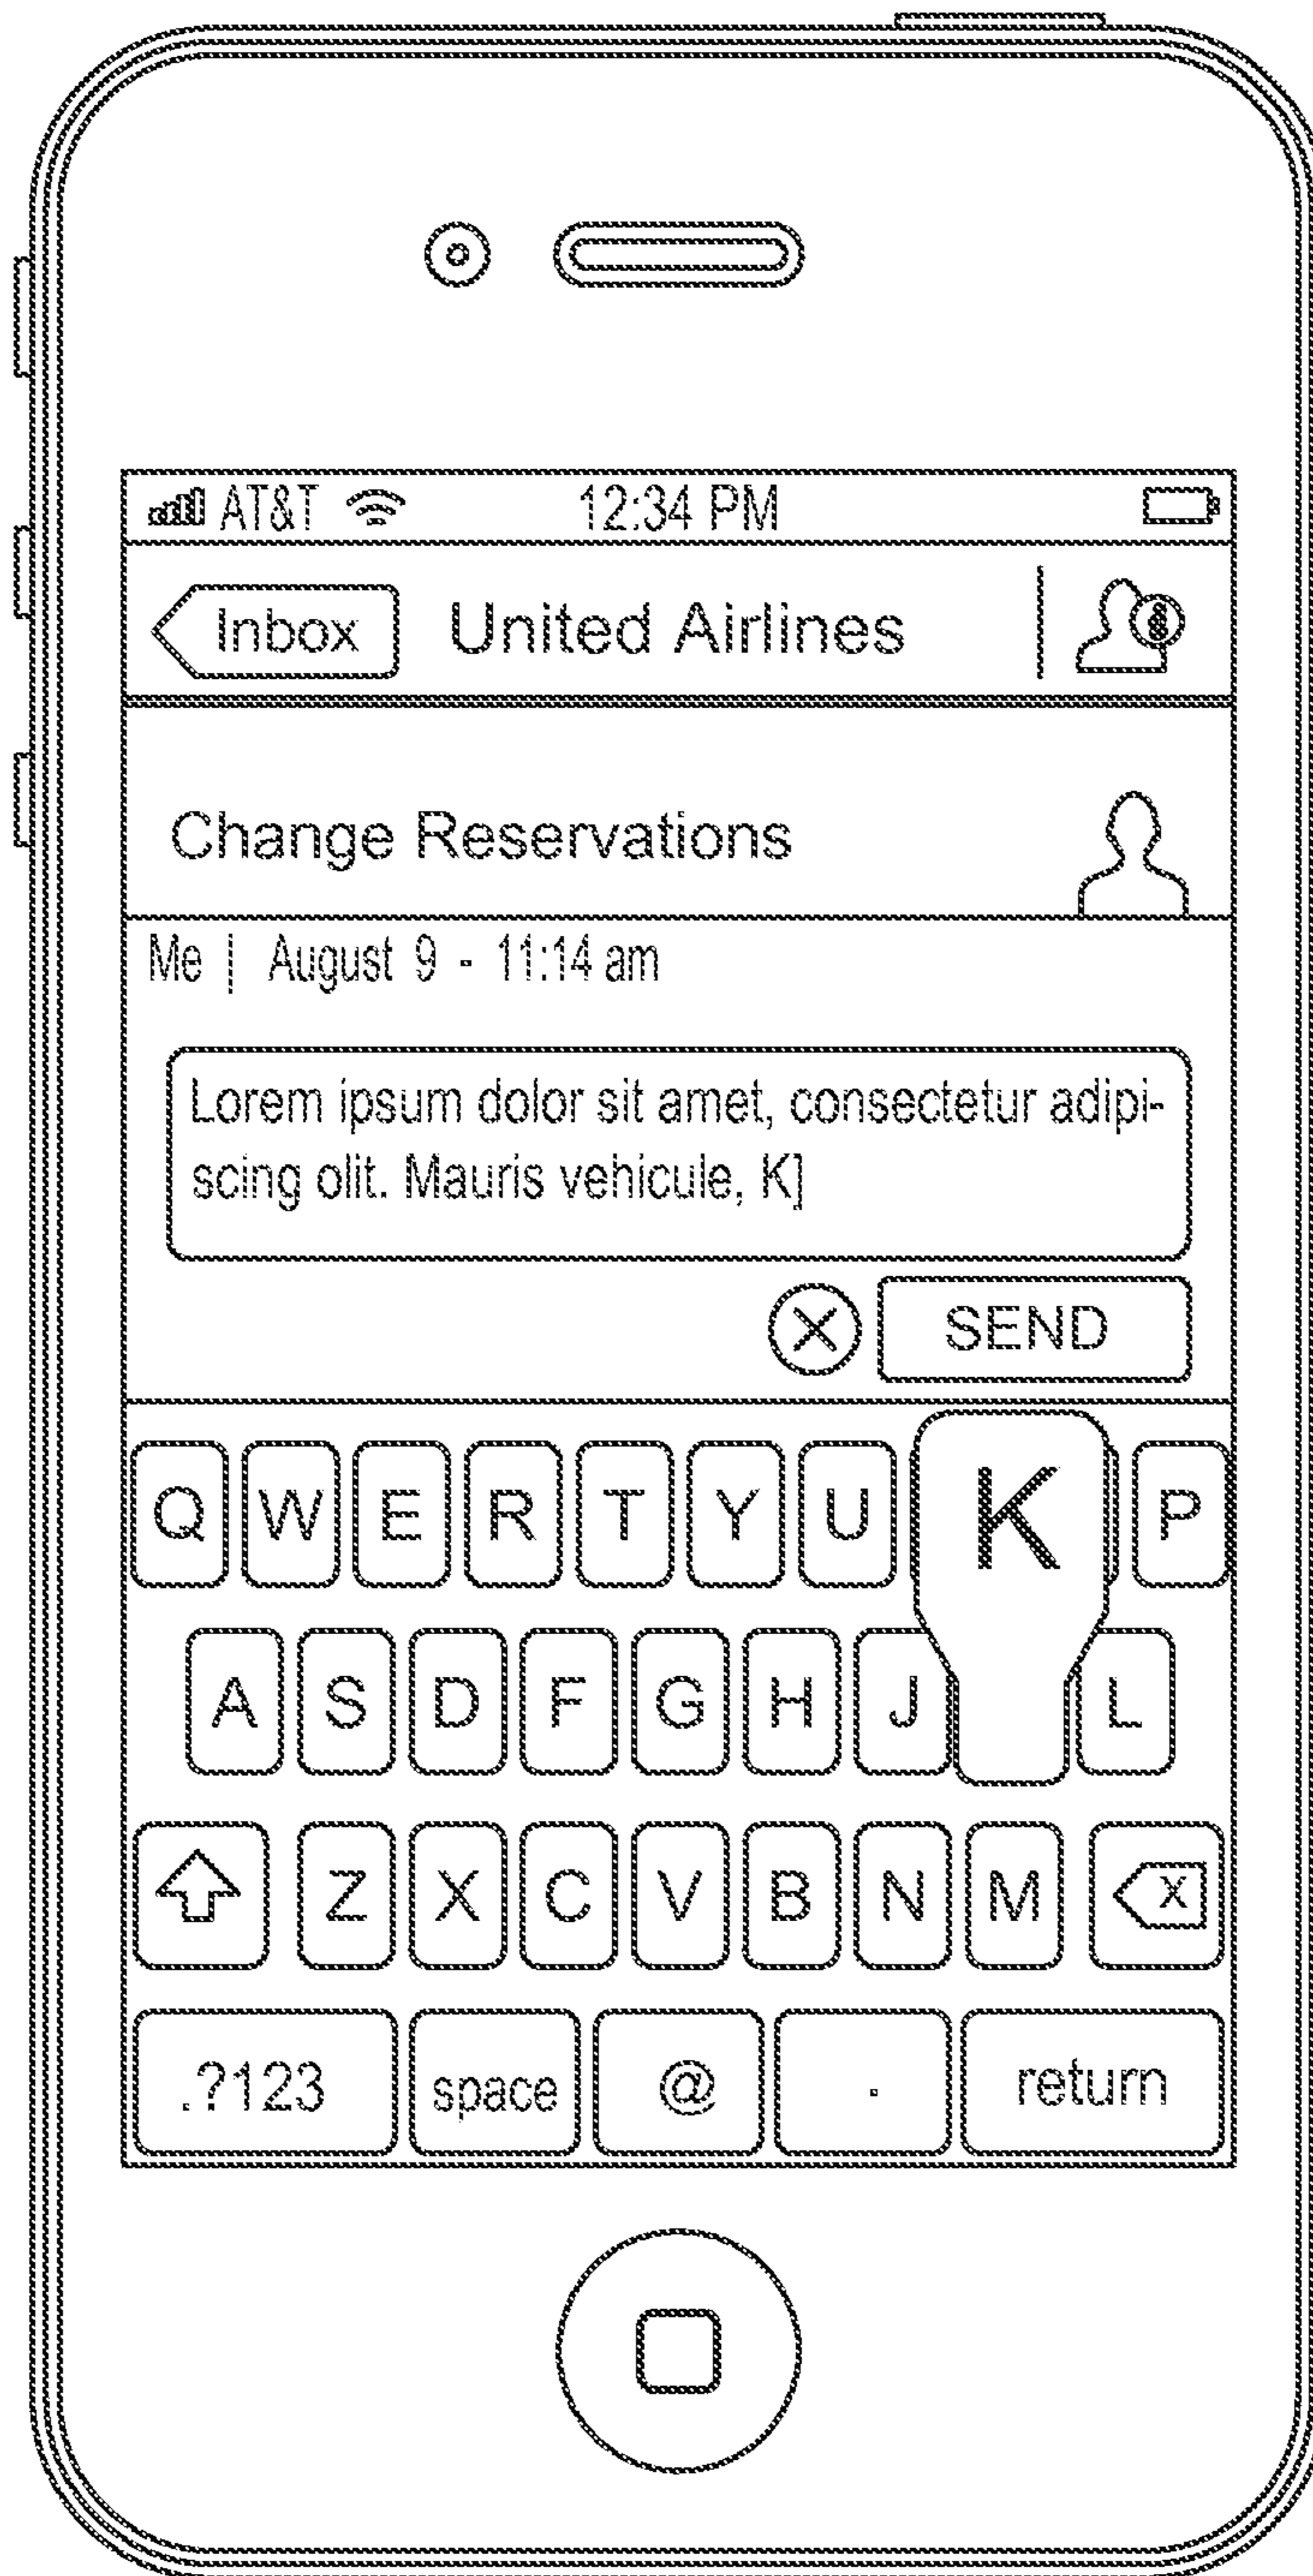 AT&T 12:34 PM
Inbox United Airlines
Change Reservations
Me | August 9 - 11:14 am
Lorem ipsum dolor sit amet, consectetur adipi-
scing olit. Mauris vehicule, K]
SEND
Q W E R T Y U K P
A S D F G H J L
Z X C V B N M X
.?123 space @ . return